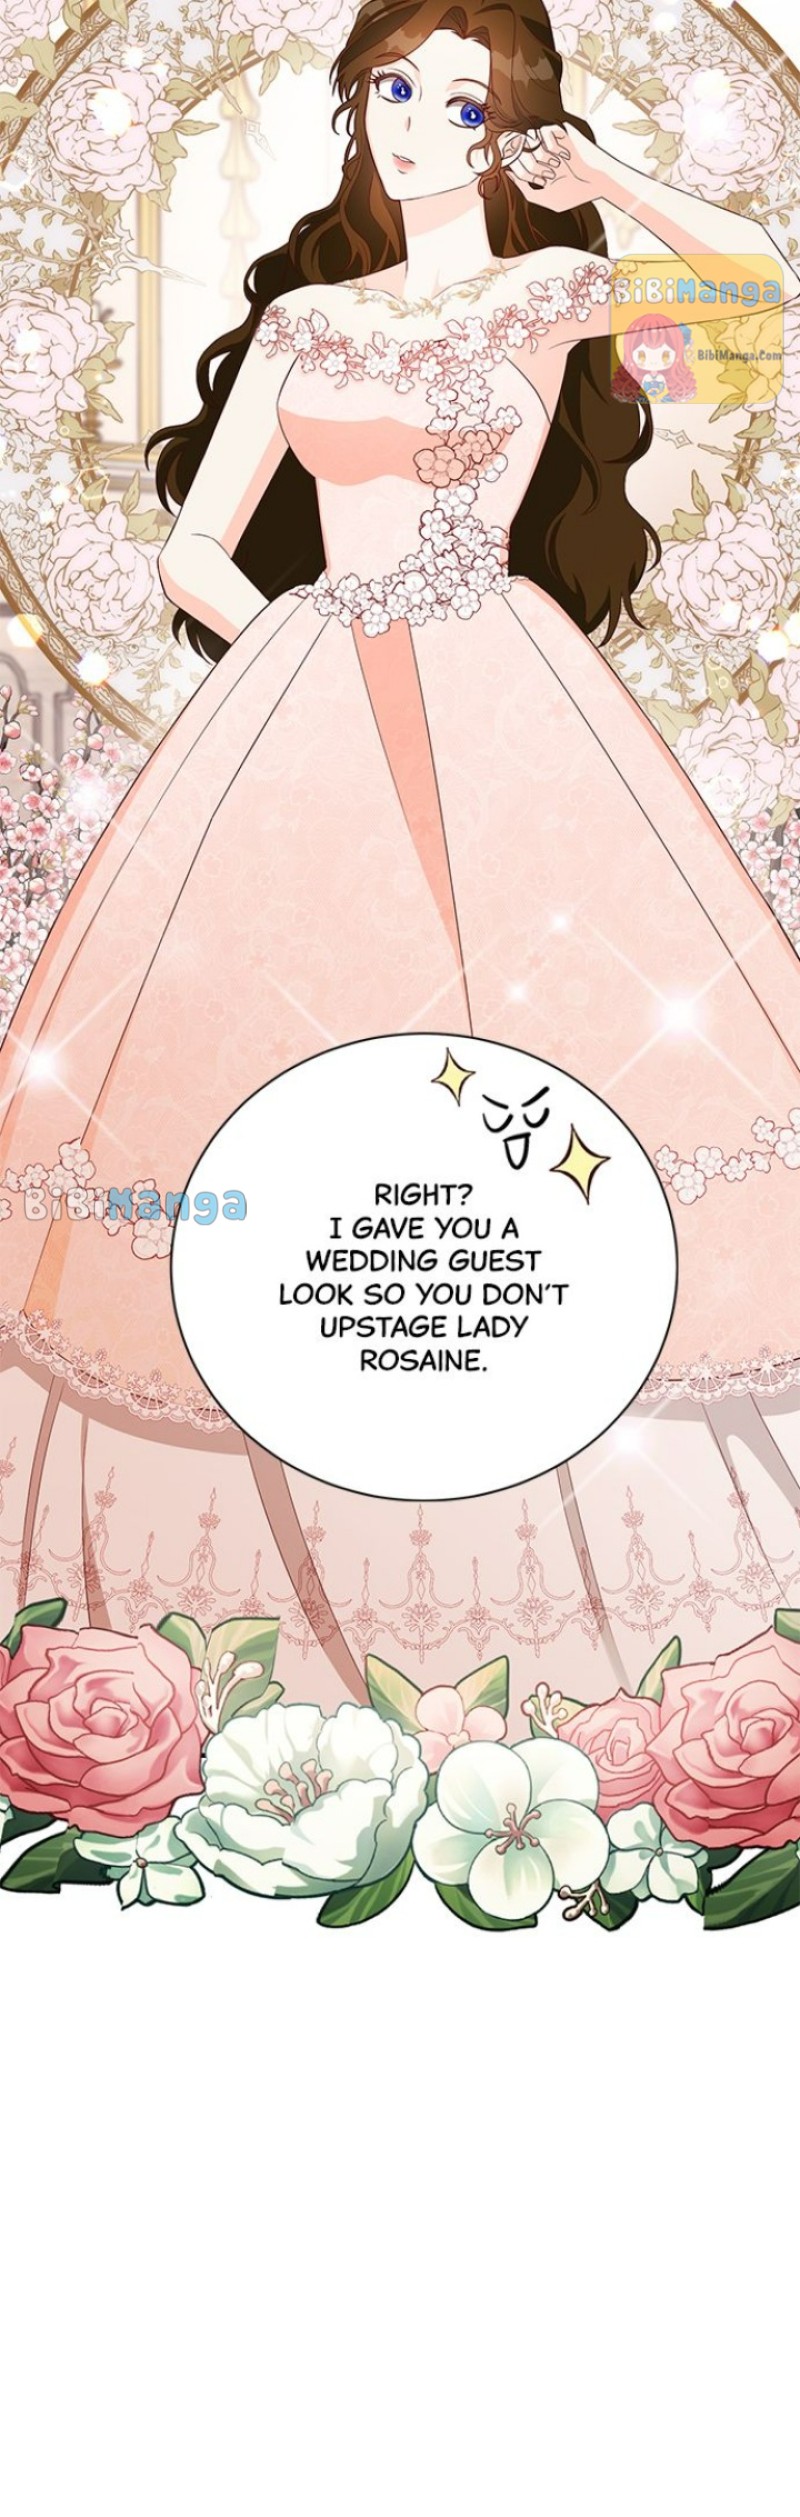 BiBiManga
BibiManga.Com
BiBiManga
RIGHT?
I GAVE YOU A
WEDDING GUEST
LOOK SO YOU DON'T
UPSTAGE LADY
ROSAINE.